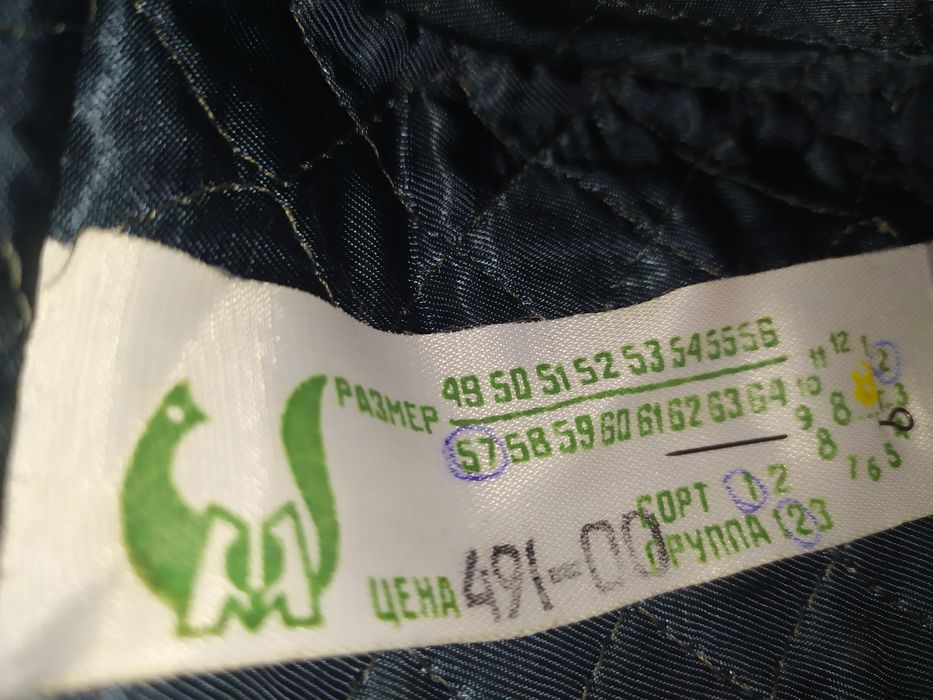 РАЗМЕР
49 50 51 52 53 54 55 56
57 58 59 60 61 62 63 64
СОРТ 1 2
ГРУППА 1 2 3
ЦЕНА 491-00
11 12 1 2
10 3
9 8 9
8 7 6 5